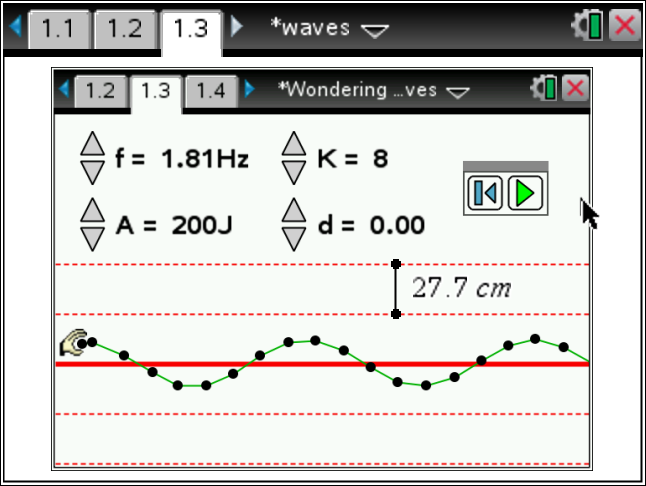 1.1 1.2 1.3 *waves
1.2 1.3 1.4 *Wondering ...ves
f = 1.81Hz K = 8
A = 200J d = 0.00
27.7 cm